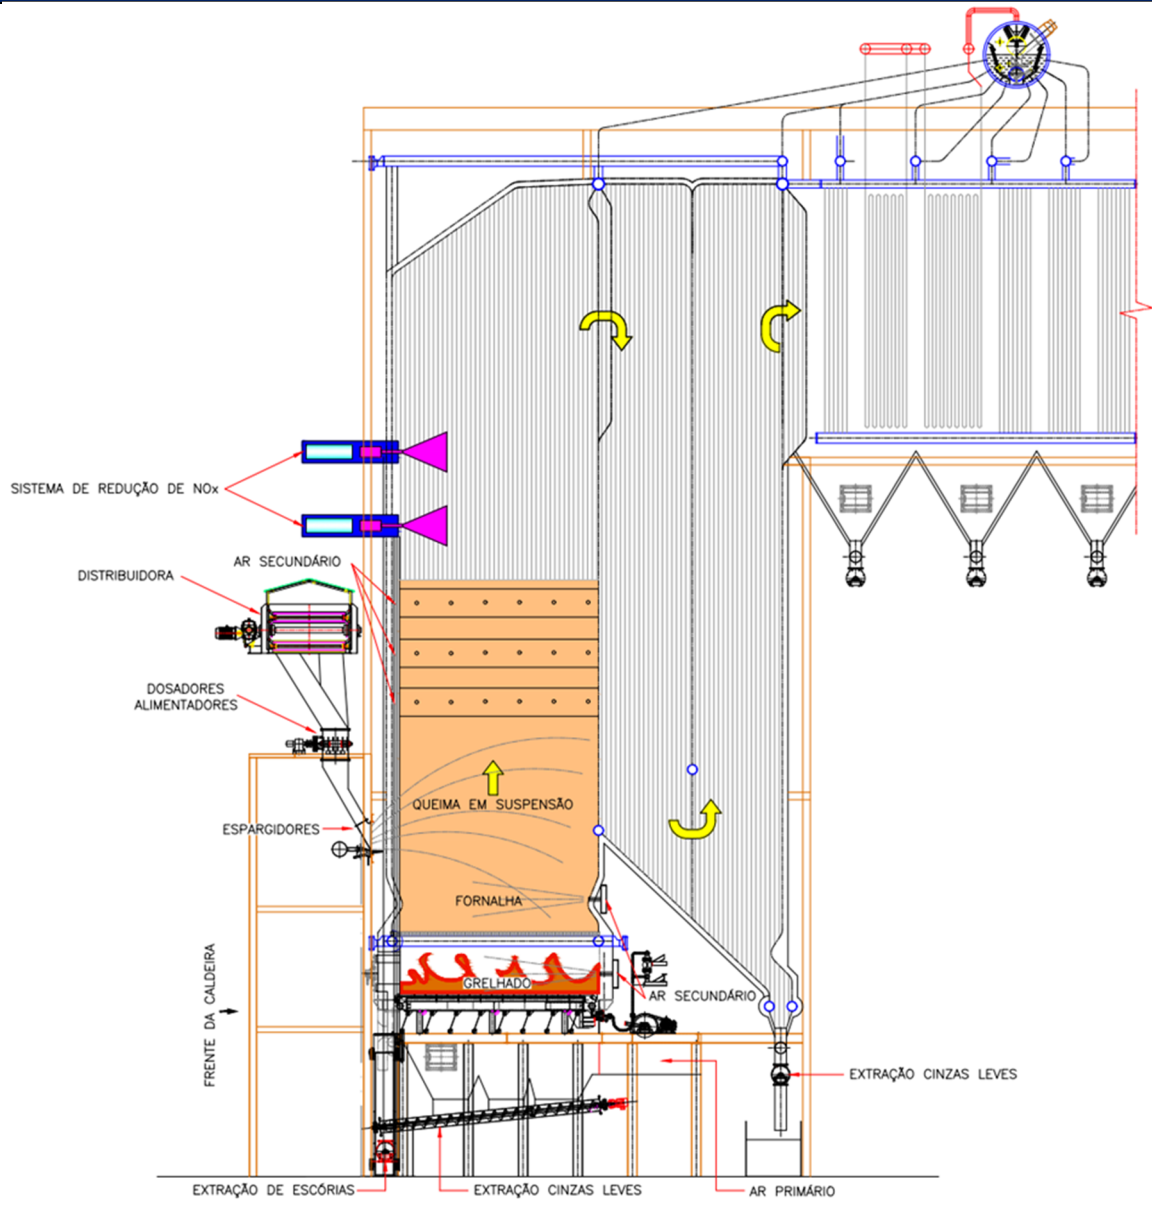 SISTEMA DE REDUÇÃO DE NOx
AR SECUNDÁRIO
DISTRIBUIDORA
DOSADORES
ALIMENTADORES
QUEIMA EM SUSPENSÃO
ESPARGIDORES
FORNALHA
GRELHADO
AR SECUNDÁRIO
FRENTE DA CALDEIRA
EXTRAÇÃO CINZAS LEVES
EXTRAÇÃO DE ESCÓRIAS
EXTRAÇÃO CINZAS LEVES
AR PRIMÁRIO